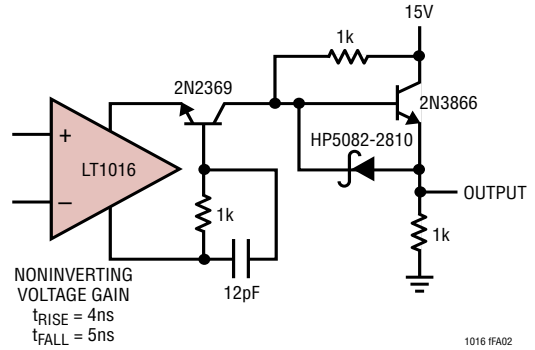 15V
1k
2N2369
2N3866
HP5082-2810
+
LT1016
–
OUTPUT
1k
1k
12pF
NONINVERTING
VOLTAGE GAIN
tRISE = 4ns
tFALL = 5ns
1016 fFA02